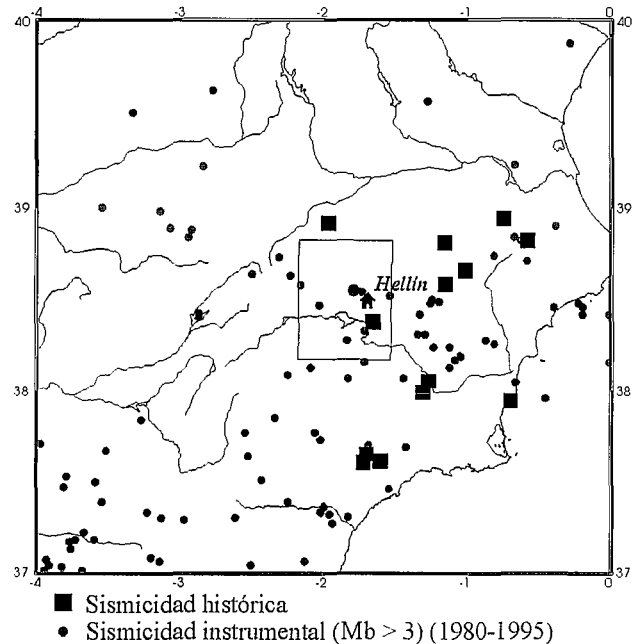 -4 -3 -2 -1 0
40 40
39 39
Hellín
38 38
37 37
-4 -3 -2 -1 0
Sismicidad histórica
Sismicidad instrumental (Mb > 3) (1980-1995)